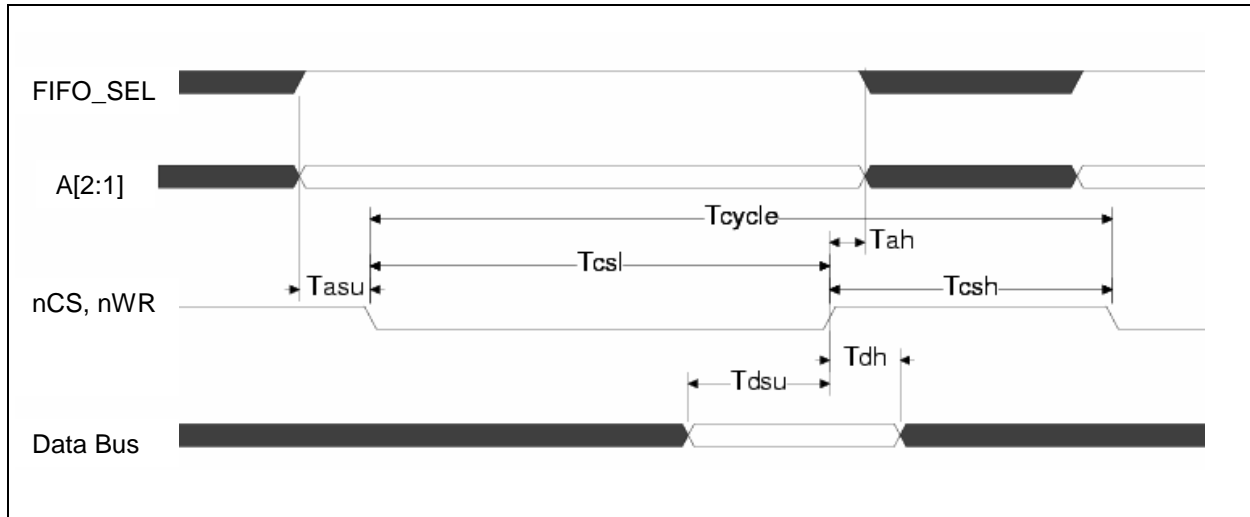 FIFO_SEL
A[2:1]
Tcycle
Tah
Tcsl
Tasu
Tcsh
nCS, nWR
Tdh
Tdsu
Data Bus